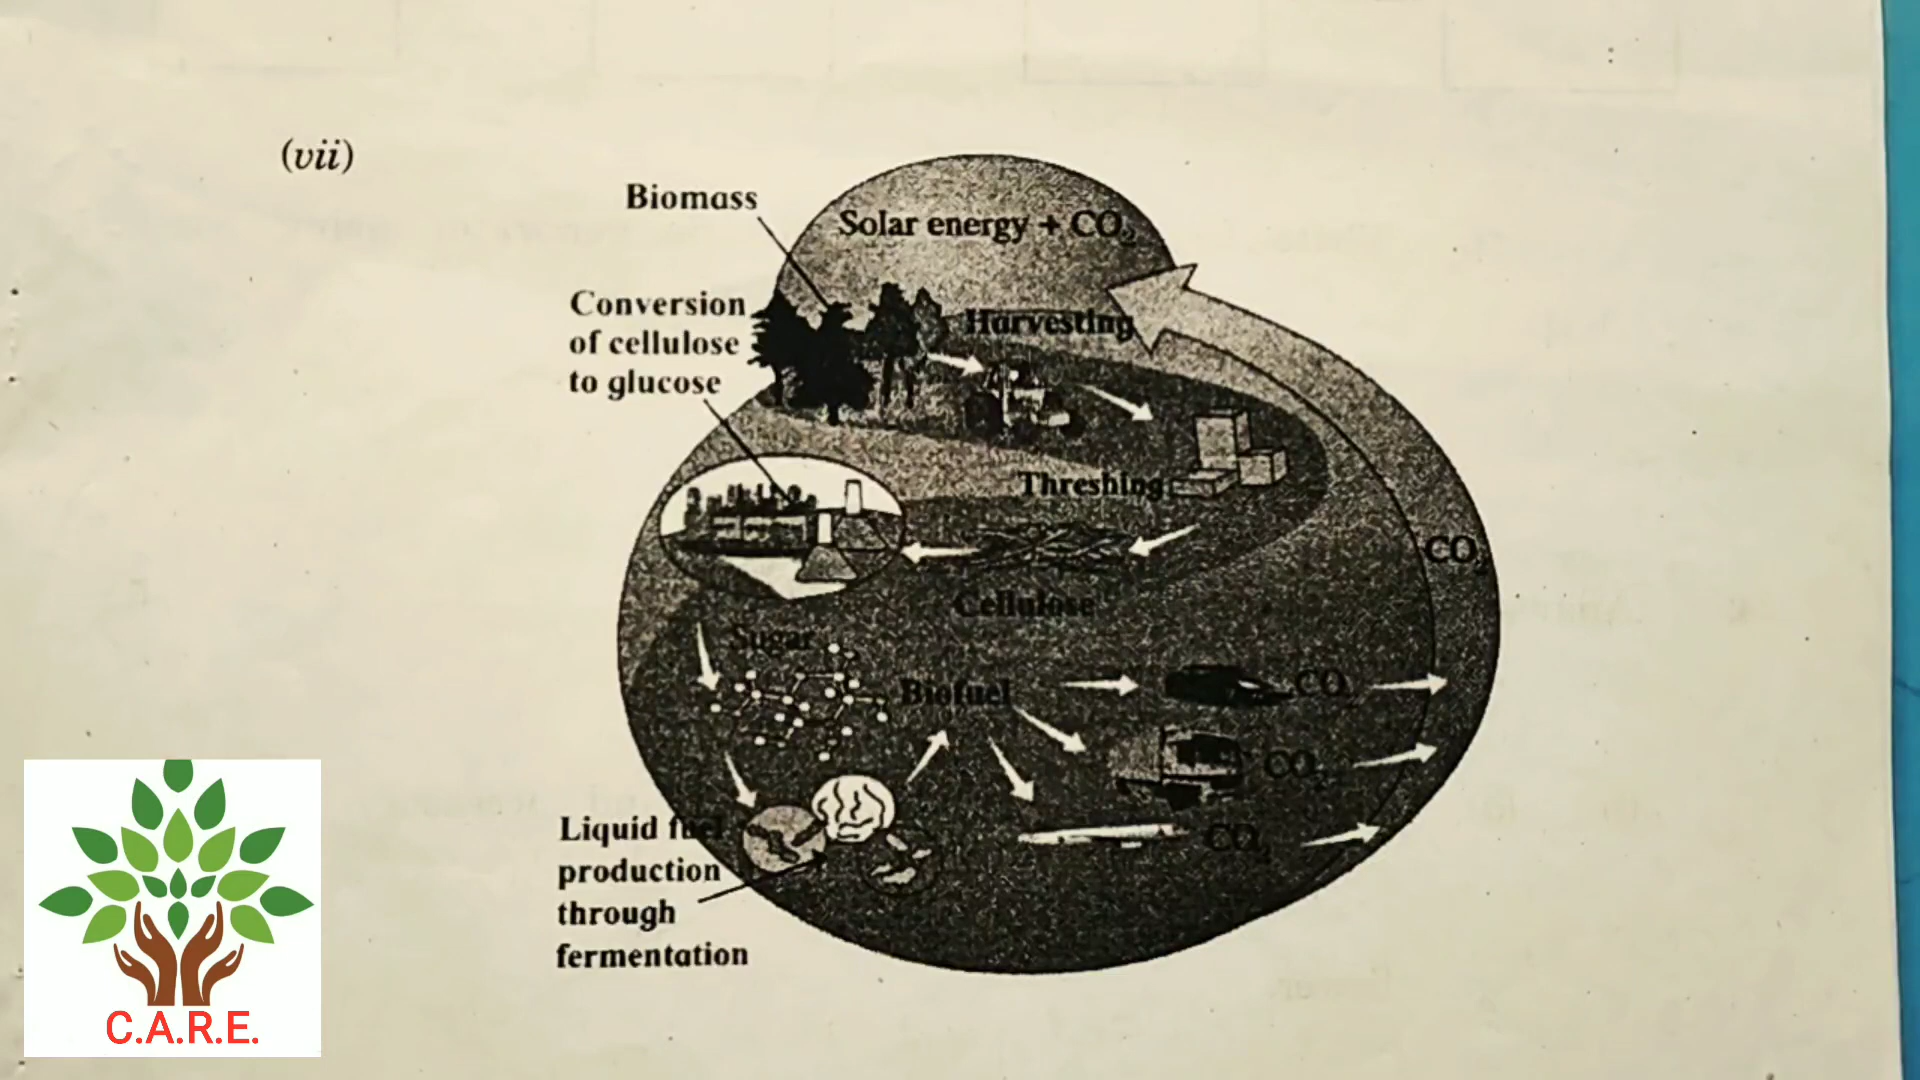 (vii)
Biomass
Solar energy + CO₂
Conversion
of cellulose
to glucose
Harvesting
Threshing
CO₂
Cellulose
Sugar
Biofuel
CO₂
CO₂
CO₂
Liquid fuel
production
through
fermentation
C.A.R.E.